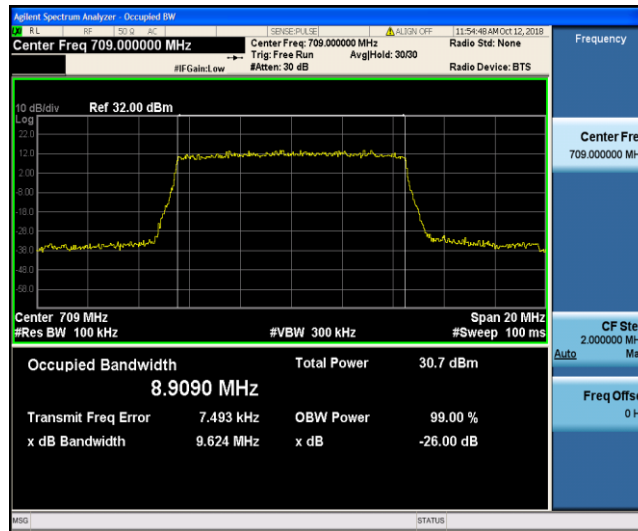 Agilent Spectrum Analyzer - Occupied BW
RL RF 50 Ω AC SENSE:PULSE ALIGN OFF 11:54:48 AM Oct 12, 2018
Center Freq 709.000000 MHz Center Freq: 709.000000 MHz Radio Std: None
Trig: Free Run Avg|Hold: 30/30
#IFGain:Low #Atten: 30 dB Radio Device: BTS
Frequency
10 dB/div Ref 32.00 dBm
Log
22.0
12.0
2.00
-8.00
-18.0
-28.0
-38.0
-48.0
-58.0
Center Fre
709.000000 MH
Center 709 MHz Span 20 MHz
#Res BW 100 kHz #VBW 300 kHz #Sweep 100 ms
CF Ste
2.000000 MH
Auto Ma
Occupied Bandwidth Total Power 30.7 dBm
8.9090 MHz
Transmit Freq Error 7.493 kHz OBW Power 99.00 %
x dB Bandwidth 9.624 MHz x dB -26.00 dB
Freq Offse
0 H
MSG STATUS